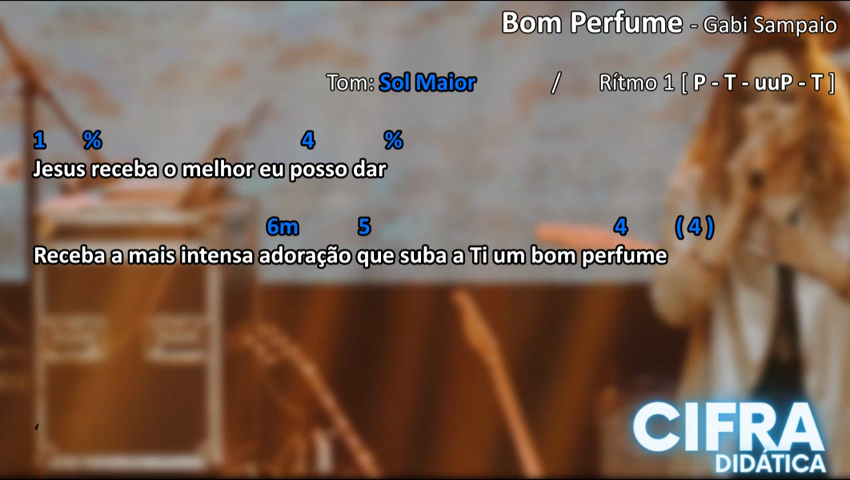 Bom Perfume - Gabi Sampaio
Tom: Sol Maior / Rítmo 1 [ P - T - uuP - T ]
1 % 4 %
Jesus receba o melhor eu posso dar
6m 5 4 ( 4 )
Receba a mais intensa adoração que suba a Ti um bom perfume
‘
CIFRA
DIDÁTICA